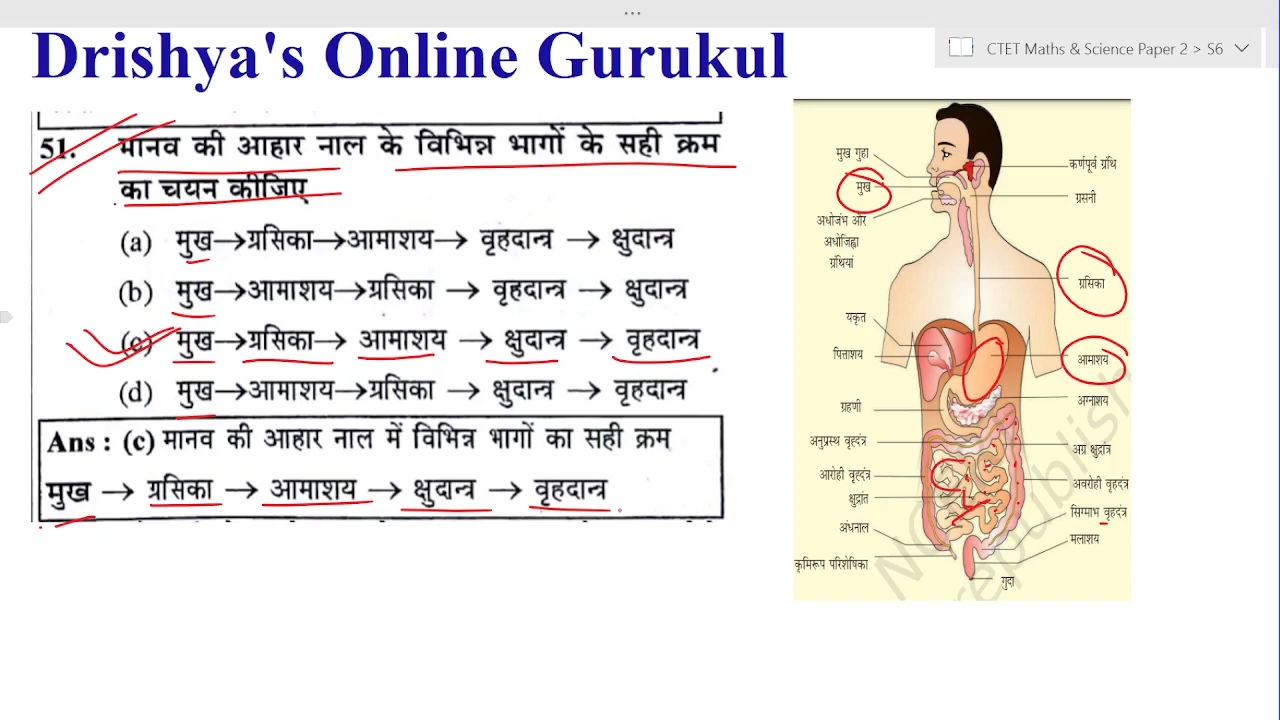 ...
Drishya's Online Gurukul
CTET Maths & Science Paper 2 > S6
51. मानव की आहार नाल के विभिन्न भागों के सही क्रम
का चयन कीजिए
(a) मुख→ग्रसिका→आमाशय→ वृहदान्त्र → क्षुदान्त्र
(b) मुख→आमाशय→ग्रसिका → वृहदान्त्र → क्षुदान्त्र
(c) मुख→ग्रसिका→ आमाशय → क्षुदान्त्र → वृहदान्त्र
(d) मुख→आमाशय→ग्रसिका → क्षुदान्त्र → वृहदान्त्र
Ans : (c) मानव की आहार नाल में विभिन्न भागों का सही क्रम
मुख → ग्रसिका → आमाशय → क्षुदान्त्र → वृहदान्त्र
मुख गुहा
मुख
अधोजंभ और
अधोजिह्वा
ग्रंथियां
यकृत
पित्ताशय
ग्रहणी
अनुप्रस्थ वृहदंत्र
आरोही वृहदंत्र
क्षुद्रांत
अंधनाल
कृमिरूप परिशेषिका
कर्णपूर्व ग्रंथि
ग्रसनी
ग्रसिका
आमाशय
अग्नाशय
अग्र क्षुद्रांत्र
अवरोही वृहदंत्र
सिग्माभ वृहदंत्र
मलाशय
गुदा